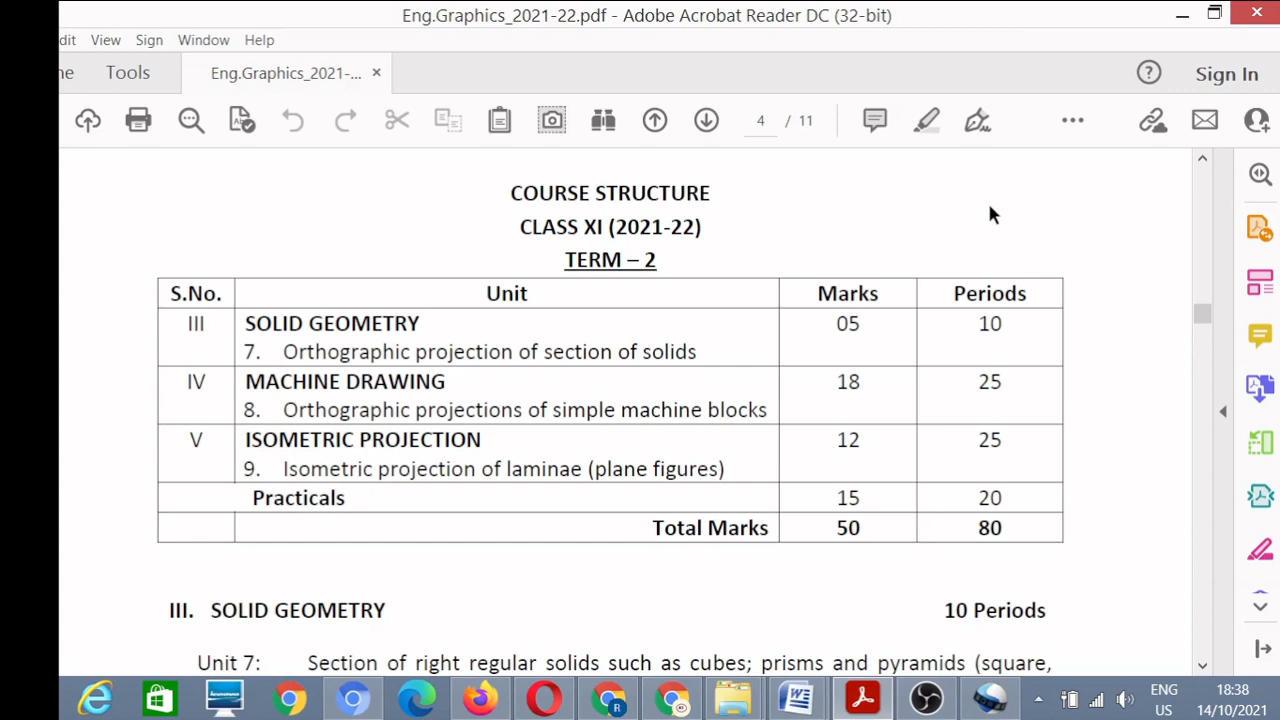 Eng.Graphics_2021-22.pdf - Adobe Acrobat Reader DC (32-bit)
dit View Sign Window Help
ne Tools Eng.Graphics_2021-... × Sign In
4 / 11
COURSE STRUCTURE
CLASS XI (2021-22)
TERM – 2
S.No. Unit Marks Periods
III SOLID GEOMETRY 05 10
7. Orthographic projection of section of solids
IV MACHINE DRAWING 18 25
8. Orthographic projections of simple machine blocks
V ISOMETRIC PROJECTION 12 25
9. Isometric projection of laminae (plane figures)
Practicals 15 20
Total Marks 50 80
III. SOLID GEOMETRY 10 Periods
Unit 7: Section of right regular solids such as cubes; prisms and pyramids (square,
ENG 18:38
US 14/10/2021